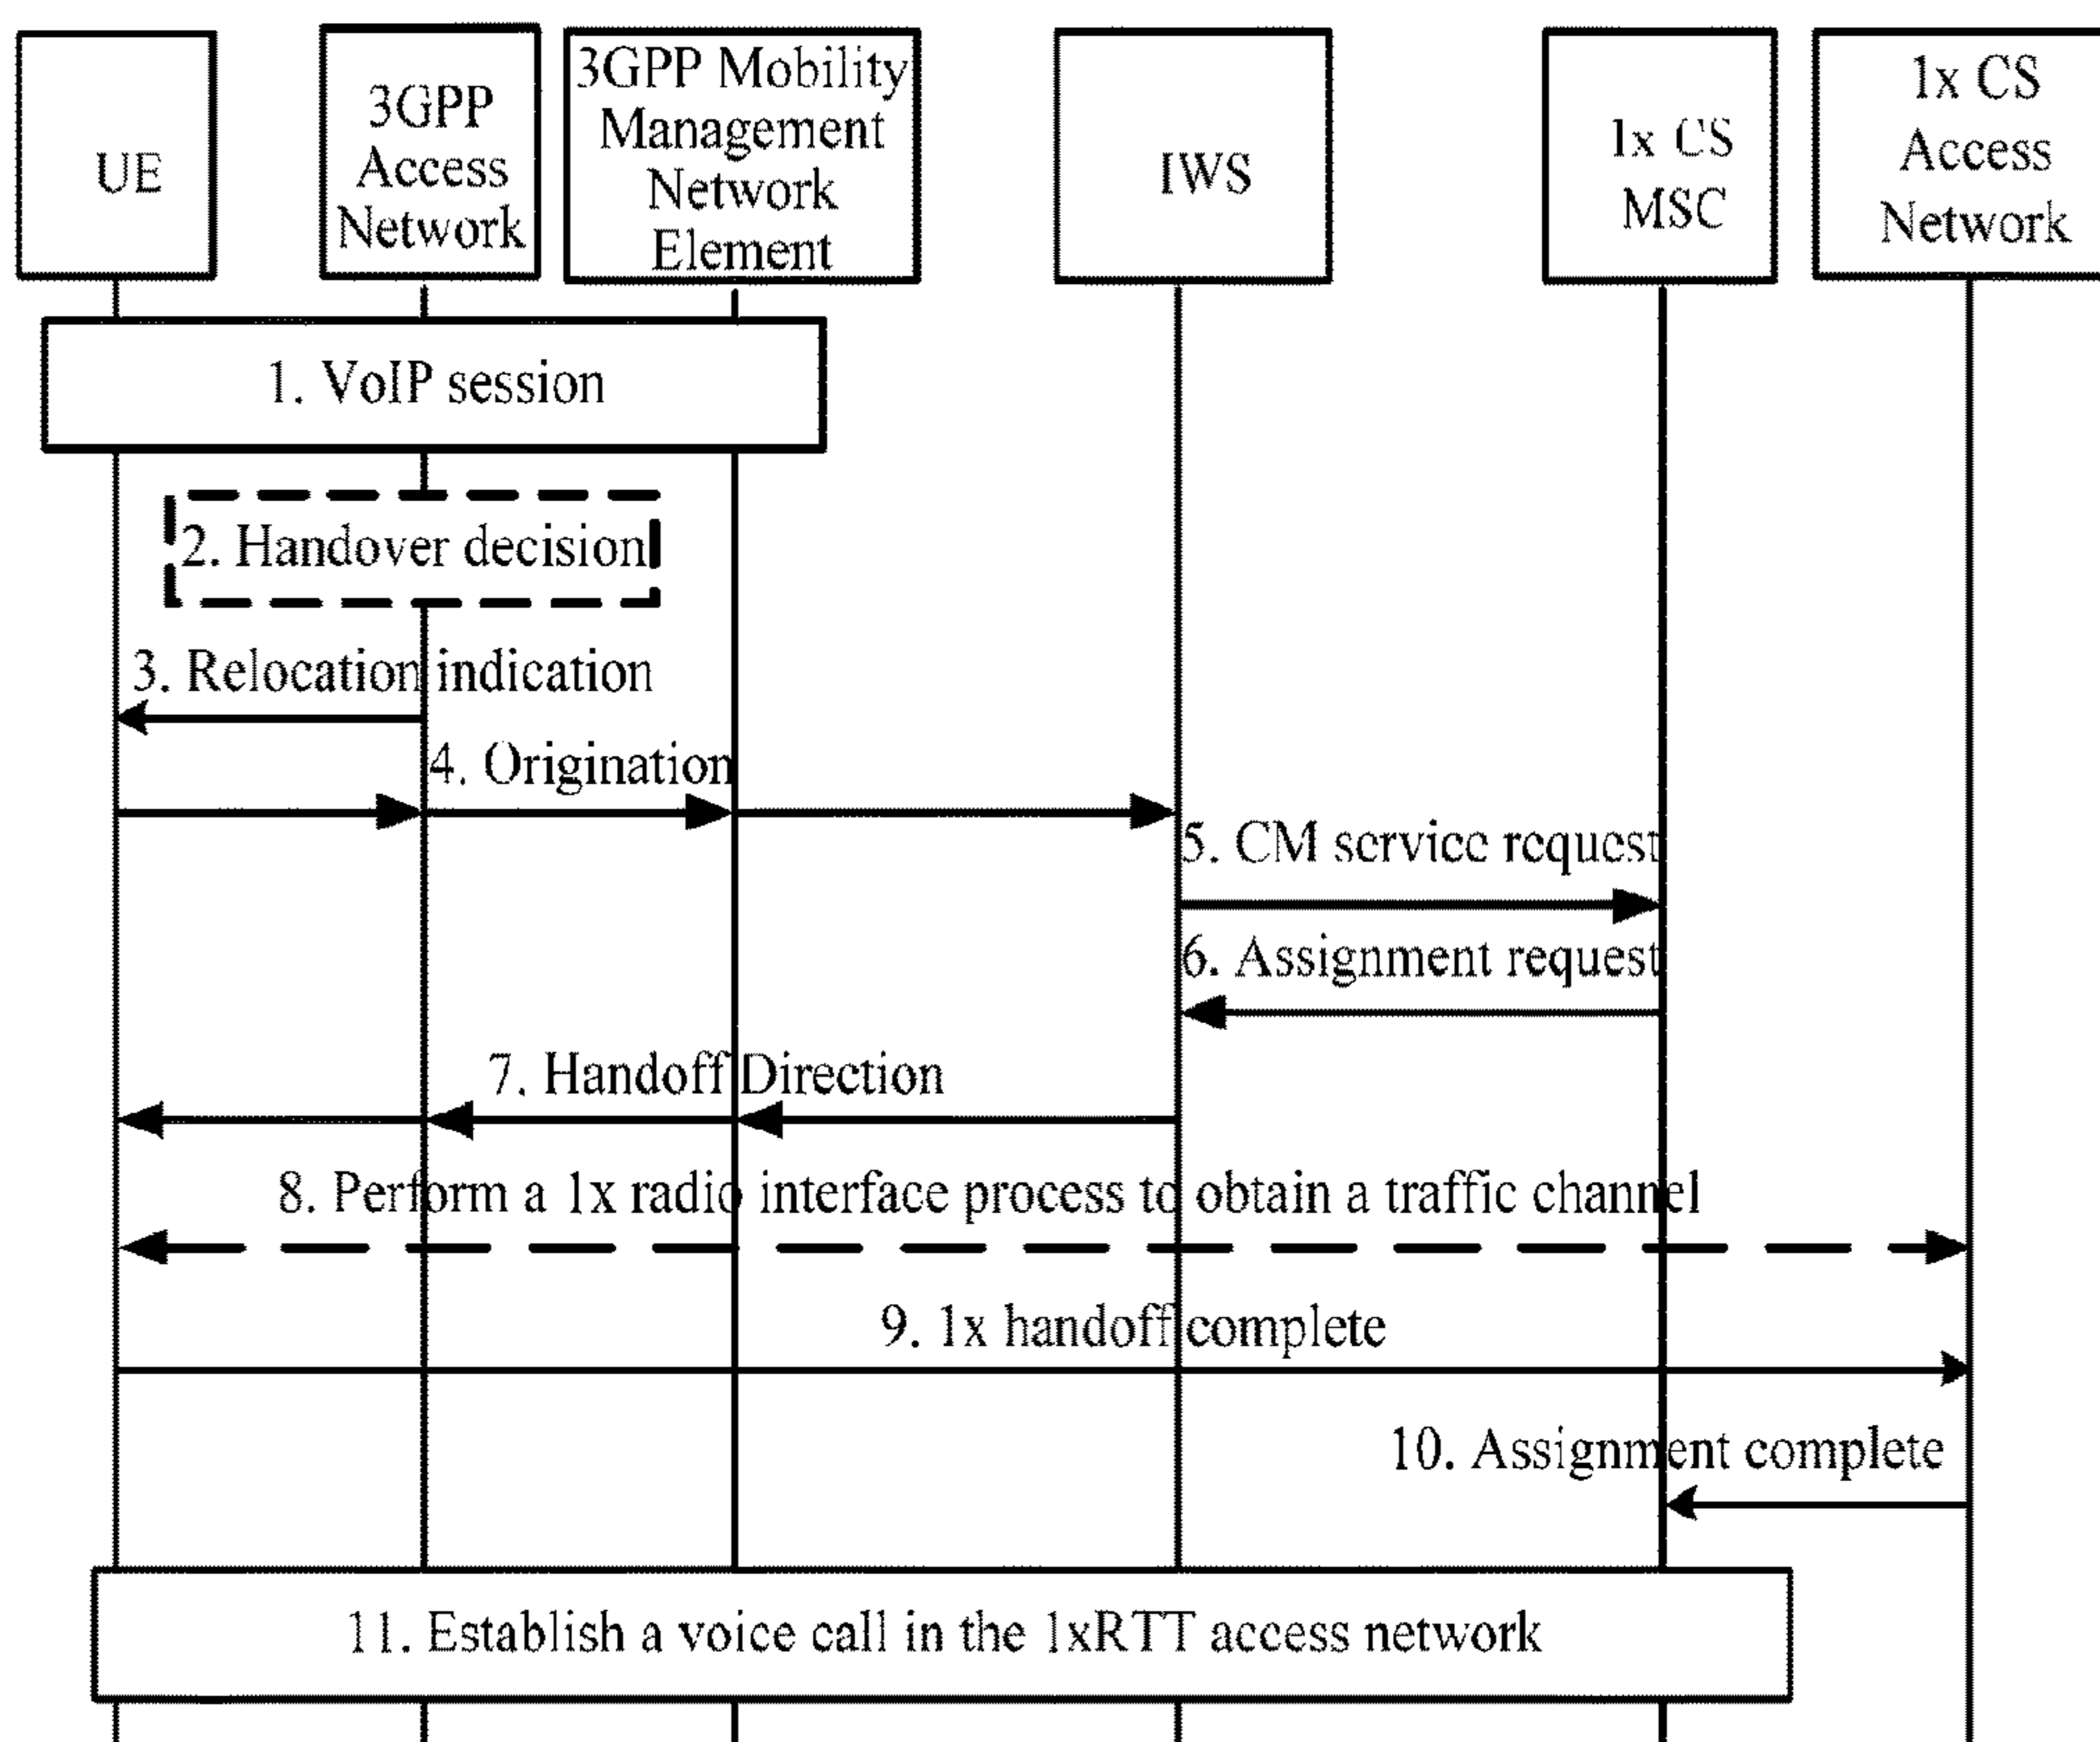 UE
3GPP
Access
Network
3GPP Mobility
Management
Network
Element
IWS
1x CS
MSC
1x CS
Access
Network
1. VoIP session
2. Handover decision
3. Relocation indication
4. Origination
5. CM service request
6. Assignment request
7. Handoff Direction
8. Perform a 1x radio interface process to obtain a traffic channel
9. 1x handoff complete
10. Assignment complete
11. Establish a voice call in the 1xRTT access network